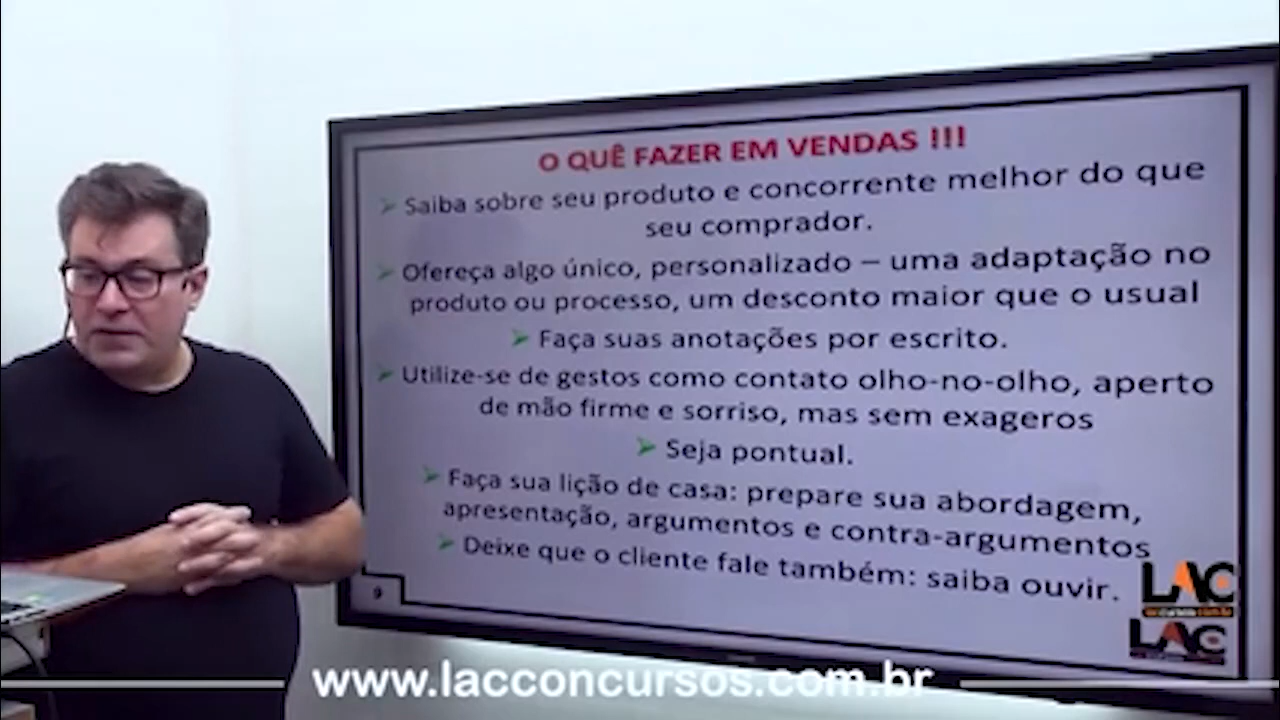 O QUÊ FAZER EM VENDAS !!!
➢ Saiba sobre seu produto e concorrente melhor do que
seu comprador.
➢ Ofereça algo único, personalizado – uma adaptação no
produto ou processo, um desconto maior que o usual
➢ Faça suas anotações por escrito.
➢ Utilize-se de gestos como contato olho-no-olho, aperto
de mão firme e sorriso, mas sem exageros
➢ Seja pontual.
➢ Faça sua lição de casa: prepare sua abordagem,
apresentação, argumentos e contra-argumentos
➢ Deixe que o cliente fale também: saiba ouvir.
9
LAC
LAC
www.lacconcursos.com.br